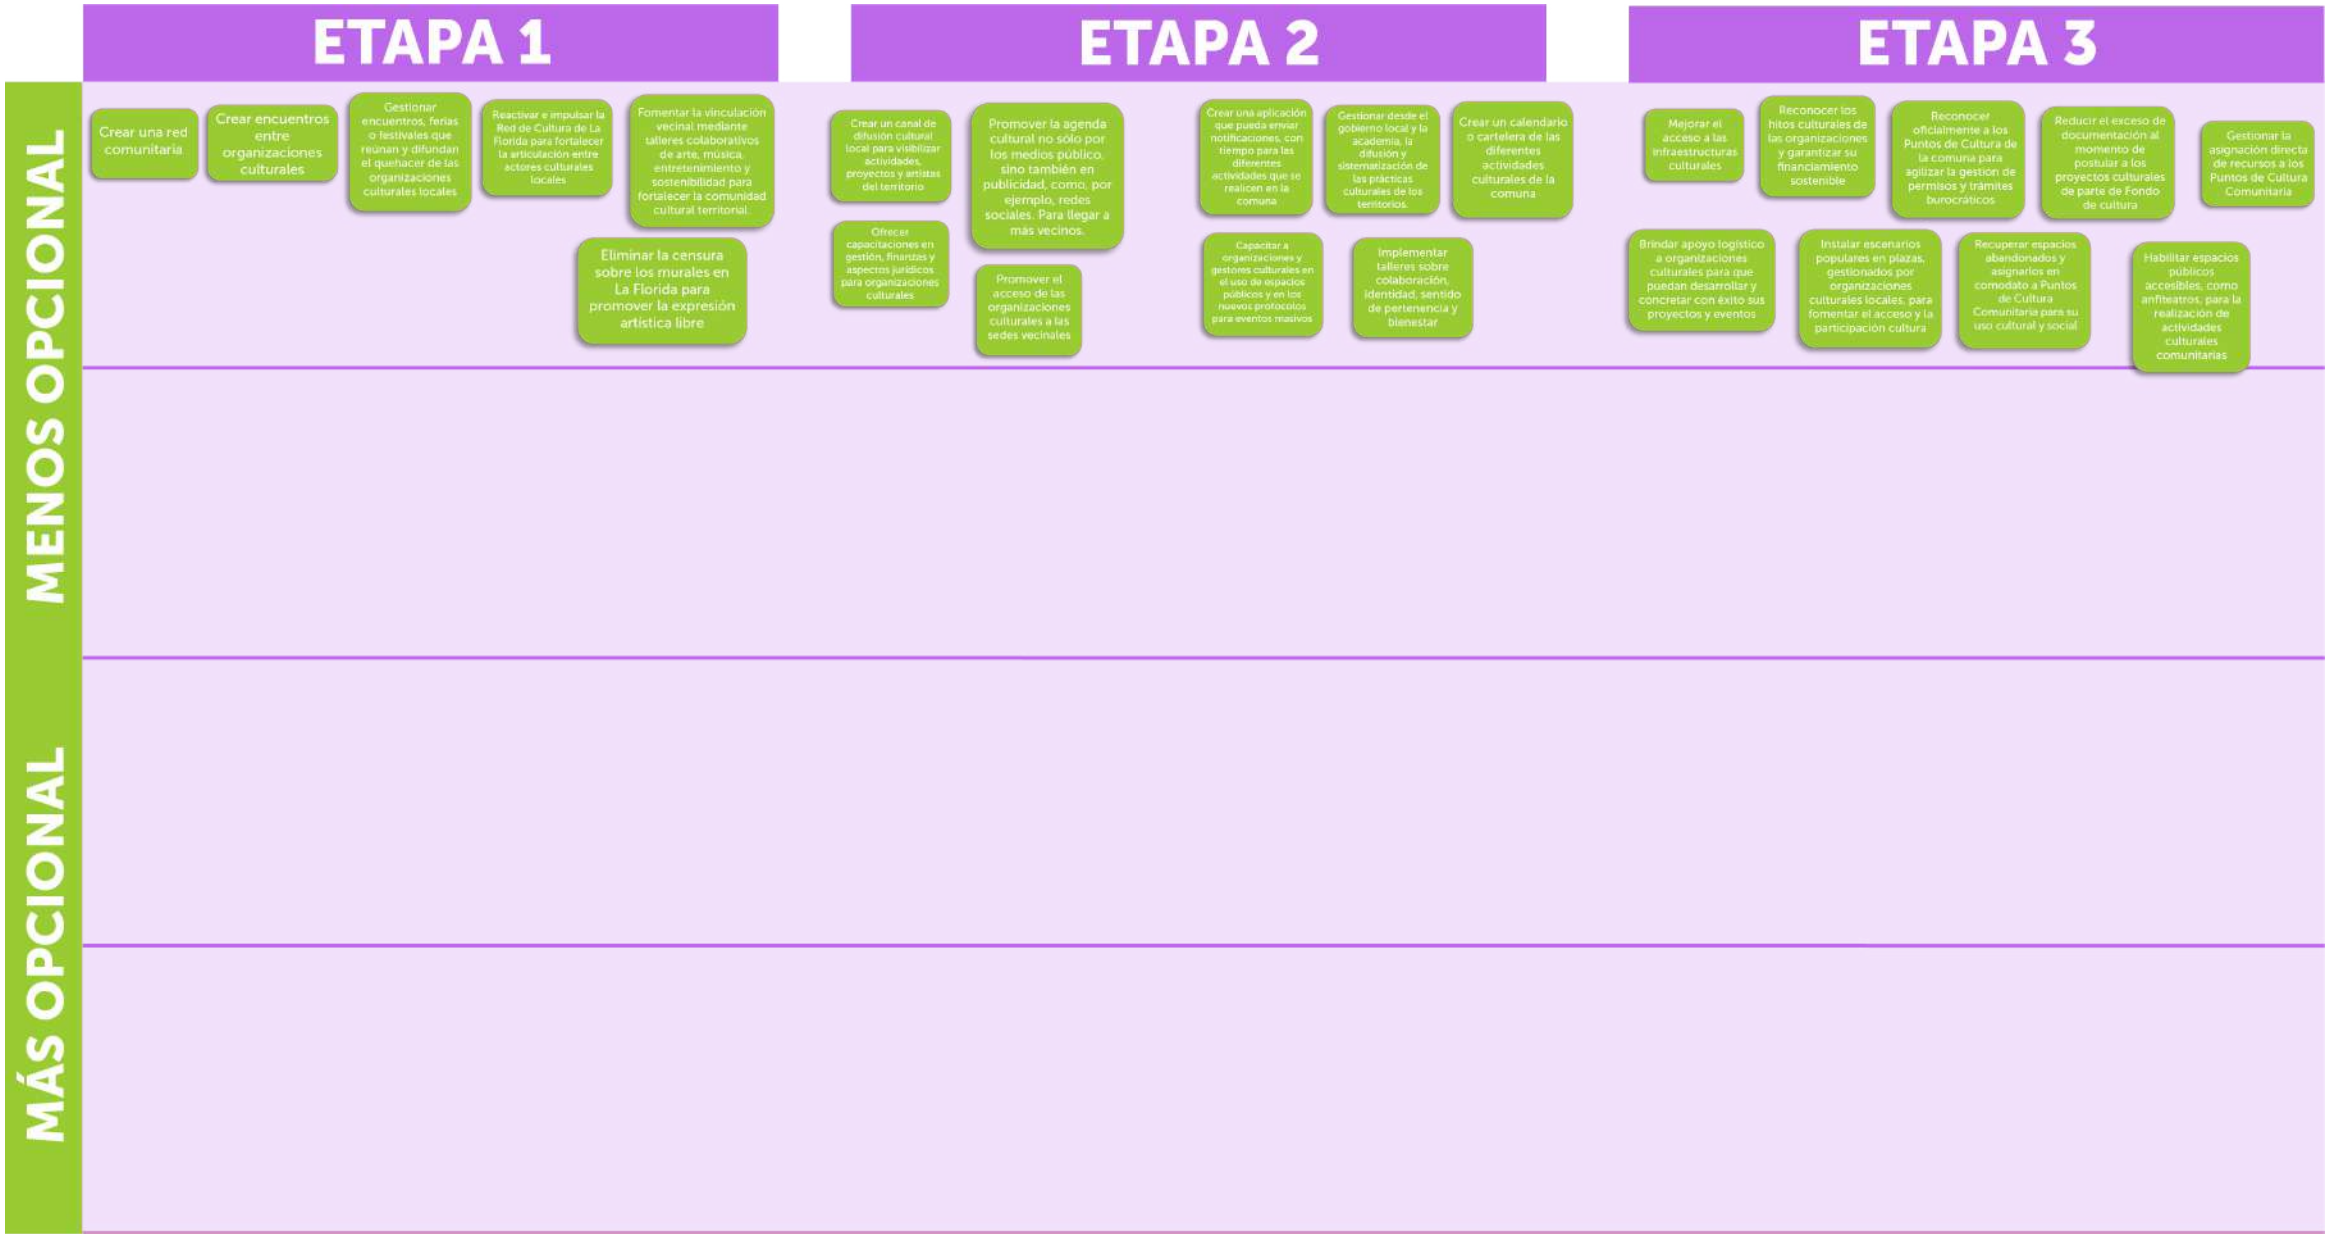 ETAPA 1
ETAPA 2
ETAPA 3
MENOS OPCIONAL
MÁS OPCIONAL
Crear una red
comunitaria
Crear encuentros
entre
organizaciones
culturales
Gestionar
encuentros, ferias
o festivales que
reúnan y difundan
el quehacer de las
organizaciones
culturales locales
Reactivar e impulsar la
Red de Cultura de La
Florida para fortalecer
la articulación entre
actores culturales
locales
Fomentar la vinculación
vecinal mediante
talleres colaborativos
de arte, música,
entretenimiento y
sostenibilidad para
fortalecer la comunidad
cultural territorial.
Eliminar la censura
sobre los murales en
La Florida para
promover la expresión
artística libre
Crear un canal de
difusión cultural
local para visibilizar
actividades,
proyectos y artistas
del territorio
Promover la agenda
cultural no sólo por
los medios público,
sino también en
publicidad, como, por
ejemplo, redes
sociales. Para llegar a
más vecinos.
Ofrecer
capacitaciones en
gestión, finanzas y
aspectos jurídicos
para organizaciones
culturales
Promover el
acceso de las
organizaciones
culturales a las
sedes vecinales
Crear una aplicación
que pueda enviar
notificaciones, con
tiempo para las
diferentes
actividades que se
realicen en la
comuna
Gestionar desde el
gobierno local y la
academia, la
difusión y
sistematización de
las prácticas
culturales de los
territorios.
Crear un calendario
o cartelera de las
diferentes
actividades
culturales de la
comuna
Capacitar a
organizaciones y
gestores culturales en
el uso de espacios
públicos y en los
nuevos protocolos
para eventos masivos
Implementar
talleres sobre
colaboración,
identidad, sentido
de pertenencia y
bienestar
Mejorar el
acceso a las
infraestructuras
culturales
Reconocer los
hitos culturales de
las organizaciones
y garantizar su
financiamiento
sostenible
Reconocer
oficialmente a los
Puntos de Cultura de
la comuna para
agilizar la gestión de
permisos y trámites
burocráticos
Reducir el exceso de
documentación al
momento de
postular a los
proyectos culturales
de parte de Fondo
de cultura
Gestionar la
asignación directa
de recursos a los
Puntos de Cultura
Comunitaria
Brindar apoyo logístico
a organizaciones
culturales para que
puedan desarrollar y
concretar con éxito sus
proyectos y eventos
Instalar escenarios
populares en plazas,
gestionados por
organizaciones
culturales locales, para
fomentar el acceso y la
participación cultura
Recuperar espacios
abandonados y
asignarlos en
comodato a Puntos
de Cultura
Comunitaria para su
uso cultural y social
Habilitar espacios
públicos
accesibles, como
anfiteatros, para la
realización de
actividades
culturales
comunitarias